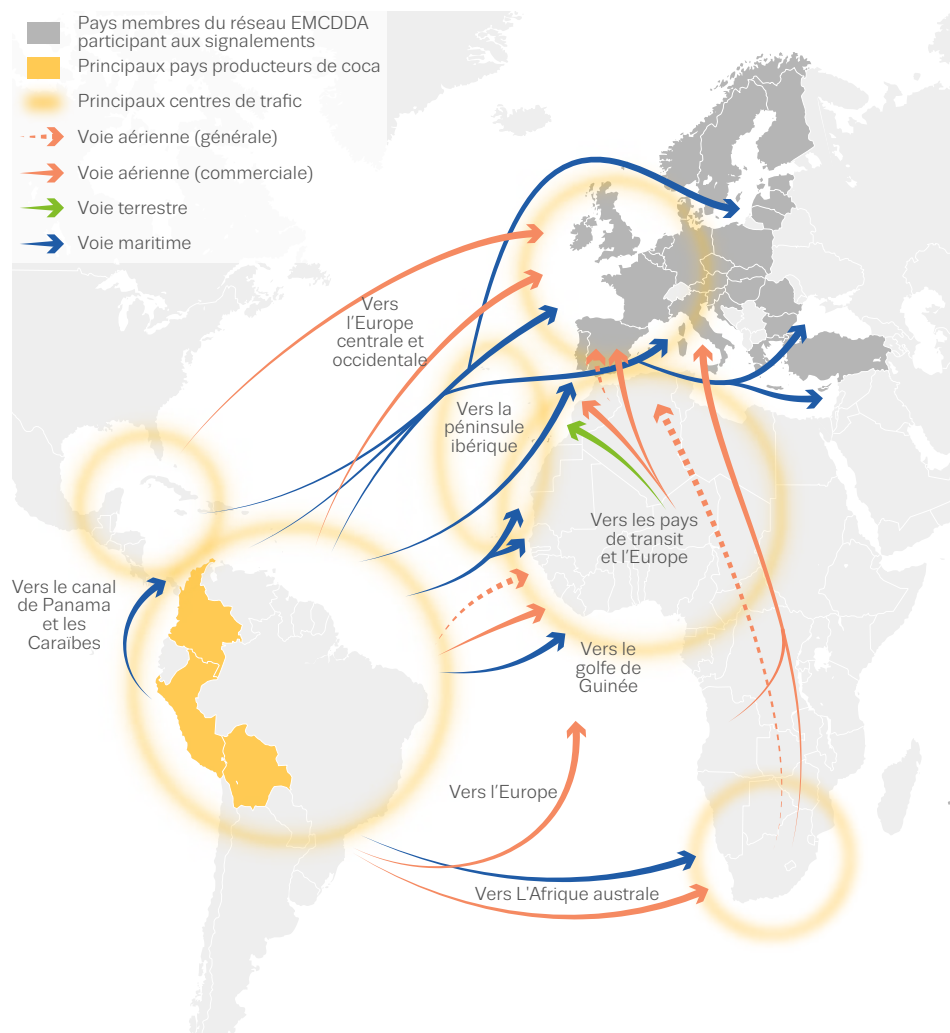 Pays membres du réseau EMCDDA
participant aux signalements
Principaux pays producteurs de coca
Principaux centres de trafic
Voie aérienne (générale)
Voie aérienne (commerciale)
Voie terrestre
Voie maritime
Vers
l'Europe
centrale et
occidentale
Vers la
péninsule
ibérique
Vers les pays
de transit
et l'Europe
Vers le canal
de Panama
et les
Caraïbes
Vers le
golfe de
Guinée
Vers l'Europe
Vers L'Afrique australe